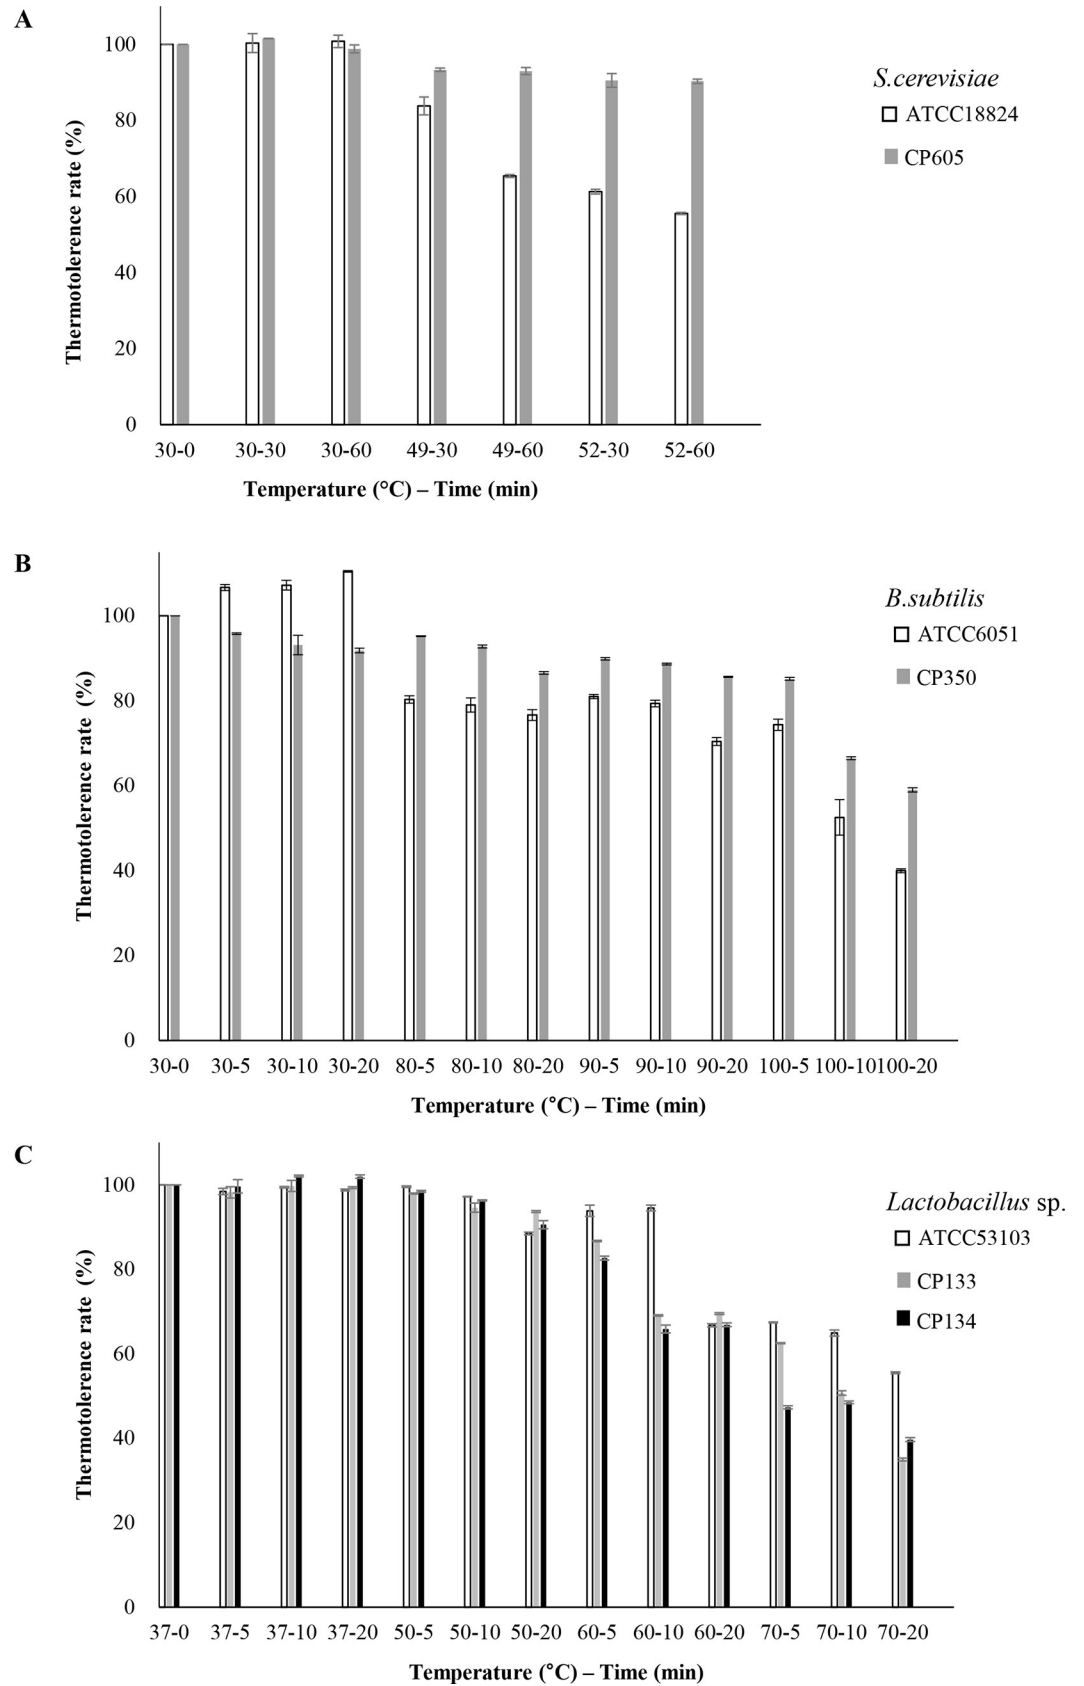 A
Thermotolerence rate (%)
100
80
60
40
20
0
30-0 30-30 30-60 49-30 49-60 52-30 52-60
Temperature (°C) – Time (min)
S.cerevisiae
ATCC18824
CP605
B
Thermotolerence rate (%)
100
80
60
40
20
0
30-0 30-5 30-10 30-20 80-5 80-10 80-20 90-5 90-10 90-20 100-5 100-10 100-20
Temperature (°C) – Time (min)
B.subtilis
ATCC6051
CP350
C
Thermotolerence rate (%)
100
80
60
40
20
0
37-0 37-5 37-10 37-20 50-5 50-10 50-20 60-5 60-10 60-20 70-5 70-10 70-20
Temperature (°C) – Time (min)
Lactobacillus sp.
ATCC53103
CP133
CP134